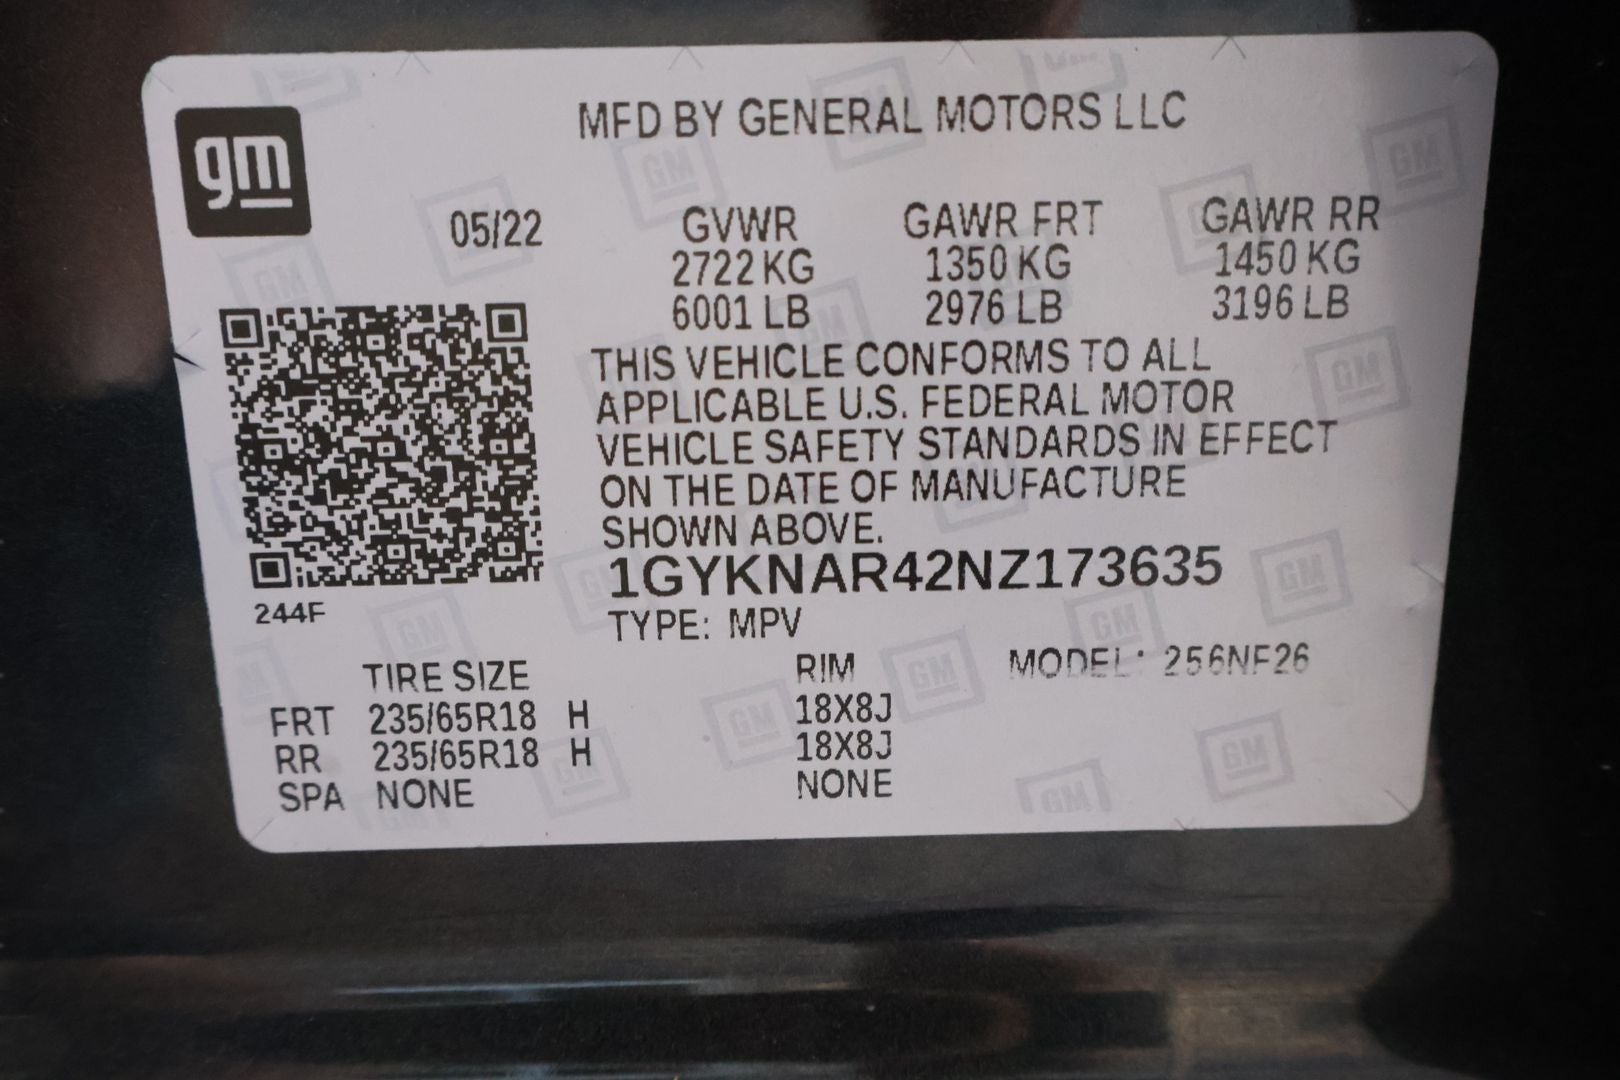 gm
MFD BY GENERAL MOTORS LLC
05/22 GVWR GAWR FRT GAWR RR
2722 KG 1350 KG 1450 KG
6001 LB 2976 LB 3196 LB
THIS VEHICLE CONFORMS TO ALL
APPLICABLE U.S. FEDERAL MOTOR
VEHICLE SAFETY STANDARDS IN EFFECT
ON THE DATE OF MANUFACTURE
SHOWN ABOVE.
1GYKNAR42NZ173635
244F
TYPE: MPV
TIRE SIZE RIM MODEL: 256NF26
FRT 235/65R18 H 18X8J
RR 235/65R18 H 18X8J
SPA NONE NONE